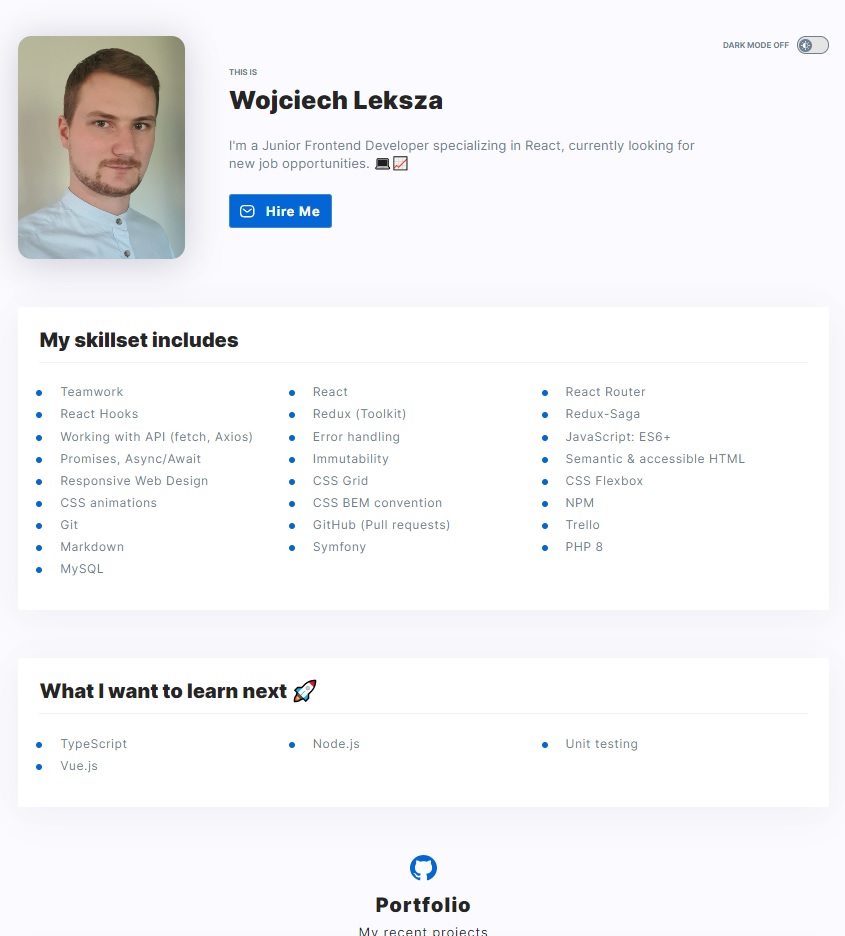 DARK MODE OFF
THIS IS
Wojciech Leksza
I'm a Junior Frontend Developer specializing in React, currently looking for
new job opportunities. 💻📈
Hire Me
My skillset includes
Teamwork
React
React Router
React Hooks
Redux (Toolkit)
Redux-Saga
Working with API (fetch, Axios)
Error handling
JavaScript: ES6+
Promises, Async/Await
Immutability
Semantic & accessible HTML
Responsive Web Design
CSS Grid
CSS Flexbox
CSS animations
CSS BEM convention
NPM
Git
GitHub (Pull requests)
Trello
Markdown
Symfony
PHP 8
MySQL
What I want to learn next 🚀
TypeScript
Node.js
Unit testing
Vue.js
Portfolio
My recent projects